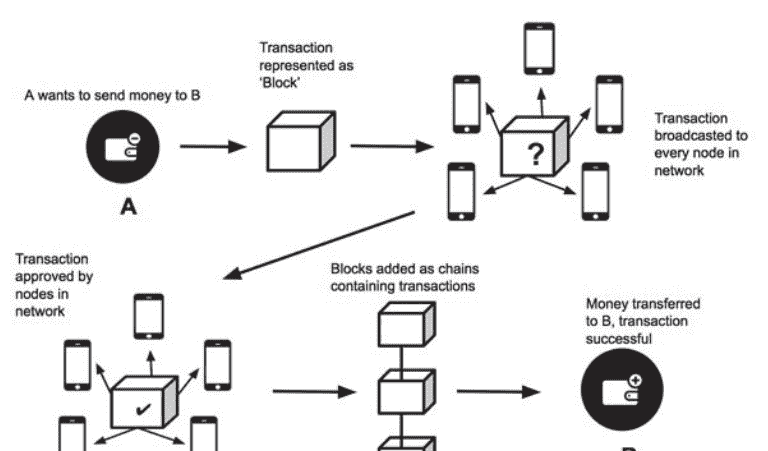 A wants to send money to B
A
Transaction
represented as
‘Block’
?
Transaction
broadcasted to
every node in
network
Transaction
approved by
nodes in
network
Blocks added as chains
containing transactions
Money transferred
to B, transaction
successful